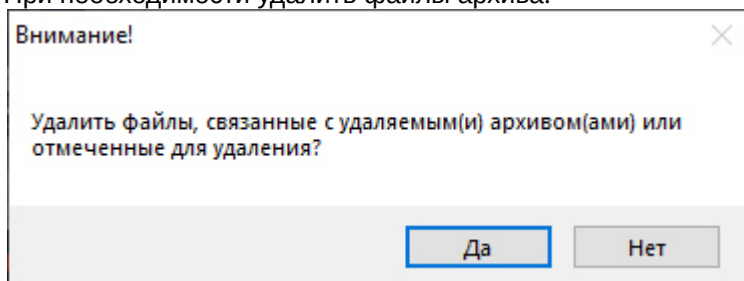 При необходимости удалить файлы архива.
Внимание!
Удалить файлы, связанные с удаляемым(и) архивом(ами) или
отмеченные для удаления?
Да
Нет